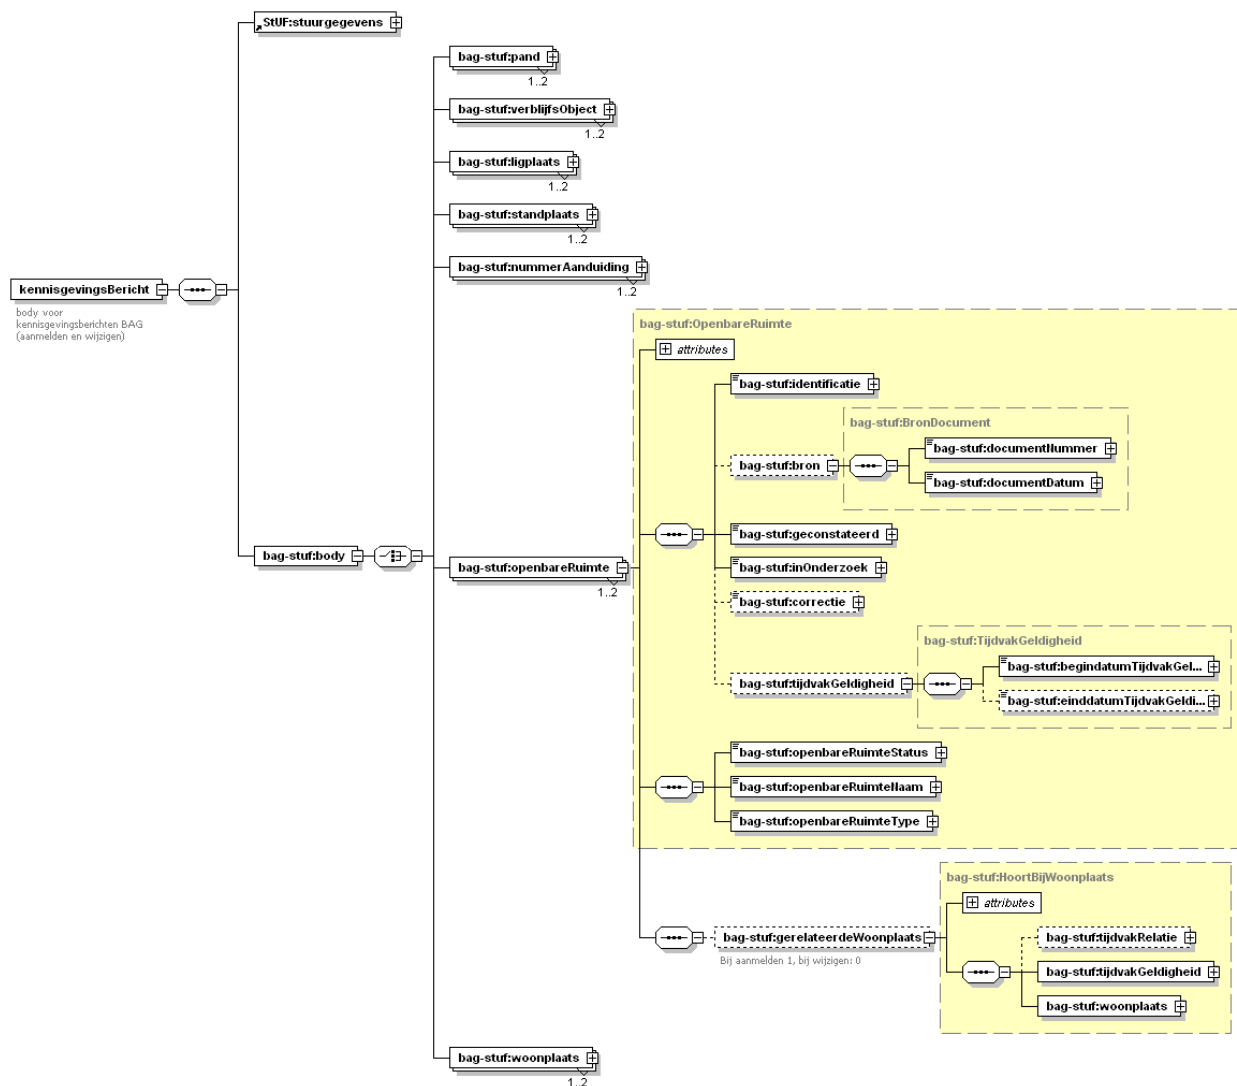 StUF:stuurgegevens
bag-stuf:pand
1..2
bag-stuf:verblijfsObject
1..2
bag-stuf:ligplaats
1..2
bag-stuf:standplaats
1..2
bag-stuf:nummerAanduiding
1..2
kennisgevingsBericht
body voor
kennisgevingsberichten BAG
(aanmelden en wijzigen)
bag-stuf:OpenbareRuimte
attributes
bag-stuf:identificatie
bag-stuf:BronDocument
bag-stuf:documentNummer
bag-stuf:bron
bag-stuf:documentDatum
bag-stuf:geconstateerd
bag-stuf:body
bag-stuf:openbareRuimte
1..2
bag-stuf:inOnderzoek
bag-stuf:correctie
bag-stuf:TijdvakGeldigheid
bag-stuf:begindatumTijdvakGel...
bag-stuf:tijdvakGeldigheid
bag-stuf:einddatumTijdvakGeldi...
bag-stuf:openbareRuimteStatus
bag-stuf:openbareRuimteNaam
bag-stuf:openbareRuimteType
bag-stuf:HoortBijWoonplaats
attributes
bag-stuf:gerelateerdeWoonplaats
Bij aanmelden 1, bij wijzigen: 0
bag-stuf:tijdvakRelatie
bag-stuf:tijdvakGeldigheid
bag-stuf:woonplaats
bag-stuf:woonplaats
1..2